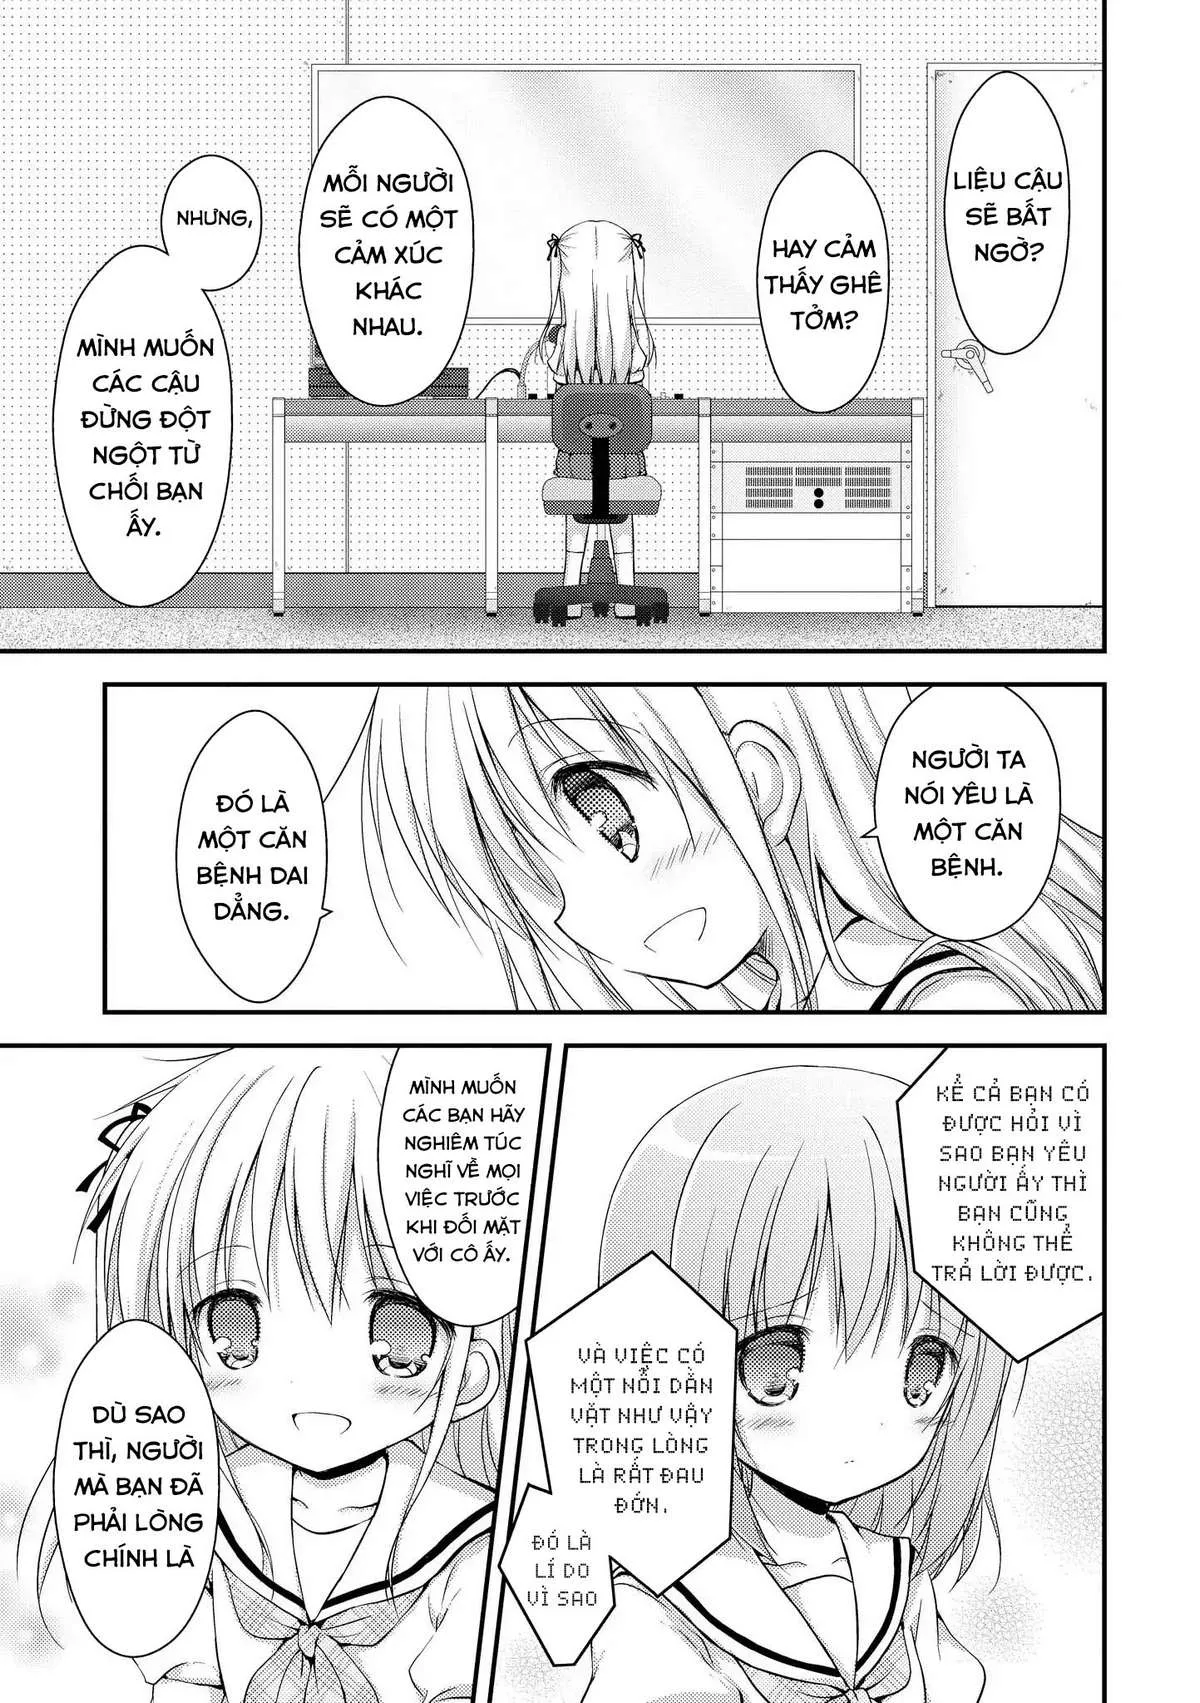 LIỆU CẬU
SẼ BẤT
NGỜ?
HAY CẢM
THẤY GHÊ
TỞM?
MỖI NGƯỜI
SẼ CÓ MỘT
CẢM XÚC
KHÁC
NHAU.
NHƯNG,
MÌNH MUỐN
CÁC CẬU
ĐỪNG ĐỘT
NGỘT TỪ
CHỐI BẠN
ẤY.
NGƯỜI TA
NÓI YÊU LÀ
MỘT CĂN
BỆNH.
ĐÓ LÀ
MỘT CĂN
BỆNH DAI
DẲNG.
KỂ CẢ BẠN CÓ
ĐƯỢC HỎI VÌ
SAO BẠN YÊU
NGƯỜI ẤY THÌ
BẠN CŨNG
KHÔNG THỂ
TRẢ LỜI ĐƯỢC.
VÀ VIỆC CÓ
MỘT NỖI DẰN
VẶT NHƯ VẬY
TRONG LÒNG
LÀ RẤT ĐAU
ĐỚN.
ĐÓ LÀ
LÍ DO
VÌ SAO
MÌNH MUỐN
CÁC BẠN HÃY
NGHIÊM TÚC
NGHĨ VỀ MỌI
VIỆC TRƯỚC
KHI ĐỐI MẶT
VỚI CÔ ẤY.
DÙ SAO
THÌ, NGƯỜI
MÀ BẠN ĐÃ
PHẢI LÒNG
CHÍNH LÀ